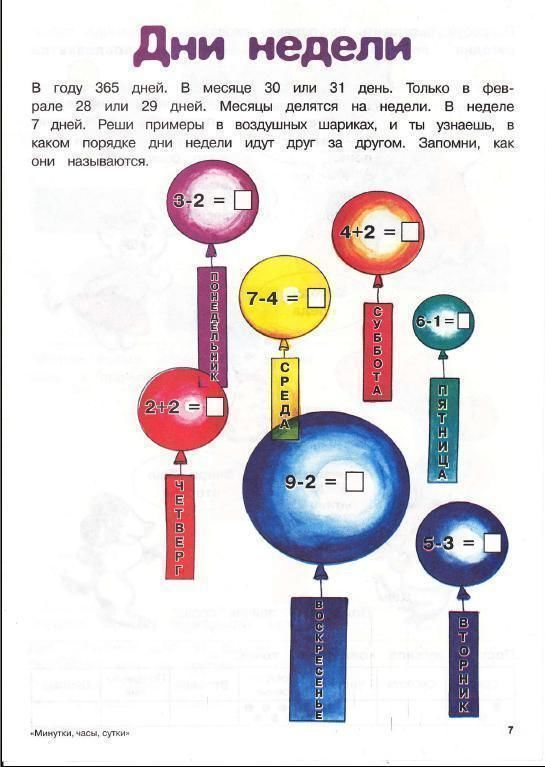 Дни недели
В году 365 дней. В месяце 30 или 31 день. Только в фев-
рале 28 или 29 дней. Месяцы делятся на недели. В неделе
7 дней. Реши примеры в воздушных шариках, и ты узнаешь, в
каком порядке дни недели идут друг за другом. Запомни, как
они называются.
3-2 =
ПОНЕДЕЛЬНИК
4+2 =
СУББОТА
7-4 =
СРЕДА
6-1=
ПЯТНИЦА
2+2 =
ЧЕТВЕРГ
9-2 =
ВОСКРЕСЕНЬЕ
5-3 =
ВТОРНИК
«Минутки, часы, сутки»
7